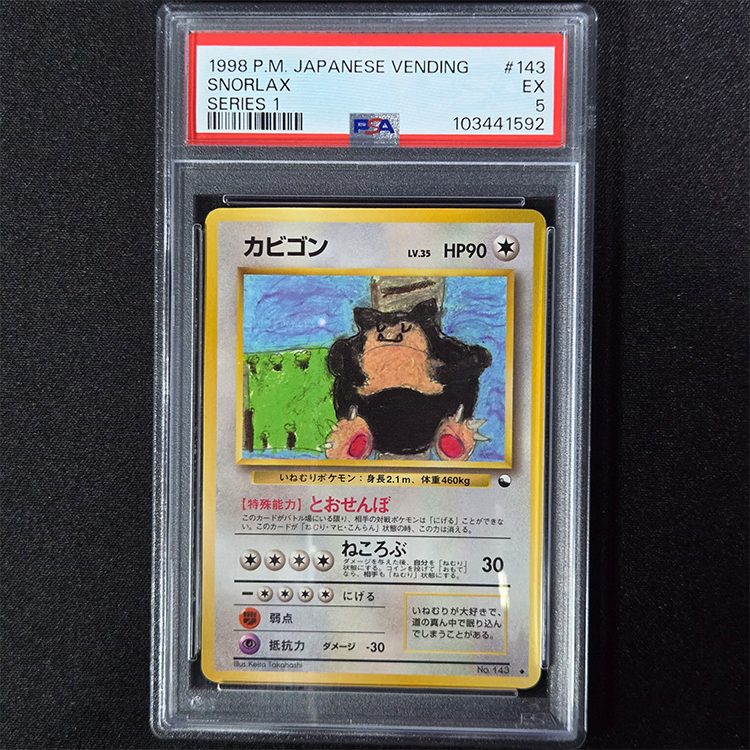 1998 P.M. JAPANESE VENDING #143
SNORLAX EX
SERIES 1 5
PSA 103441592
カビゴン LV.35 HP90
いねむりポケモン：身長2.1m、体重460kg
[特殊能力] とおせんぼ
このカードがバトル場にいる限り、相手の対戦ポケモンは「にげる」ことができな
い。このカードが「ねむり・マヒ・こんらん」状態の時、この力は消える。
ねころぶ 30
ダメージを与えた後、自分を「ねむり」
状態にする。コインを投げて「おもて」
なら、相手も「ねむり」状態にする。
にげる
弱点
抵抗力 ダメージ -30
いねむりが大好きで、
道の真ん中で眠り込ん
でしまうことがある。
Illus. Keira Takahashi No. 143